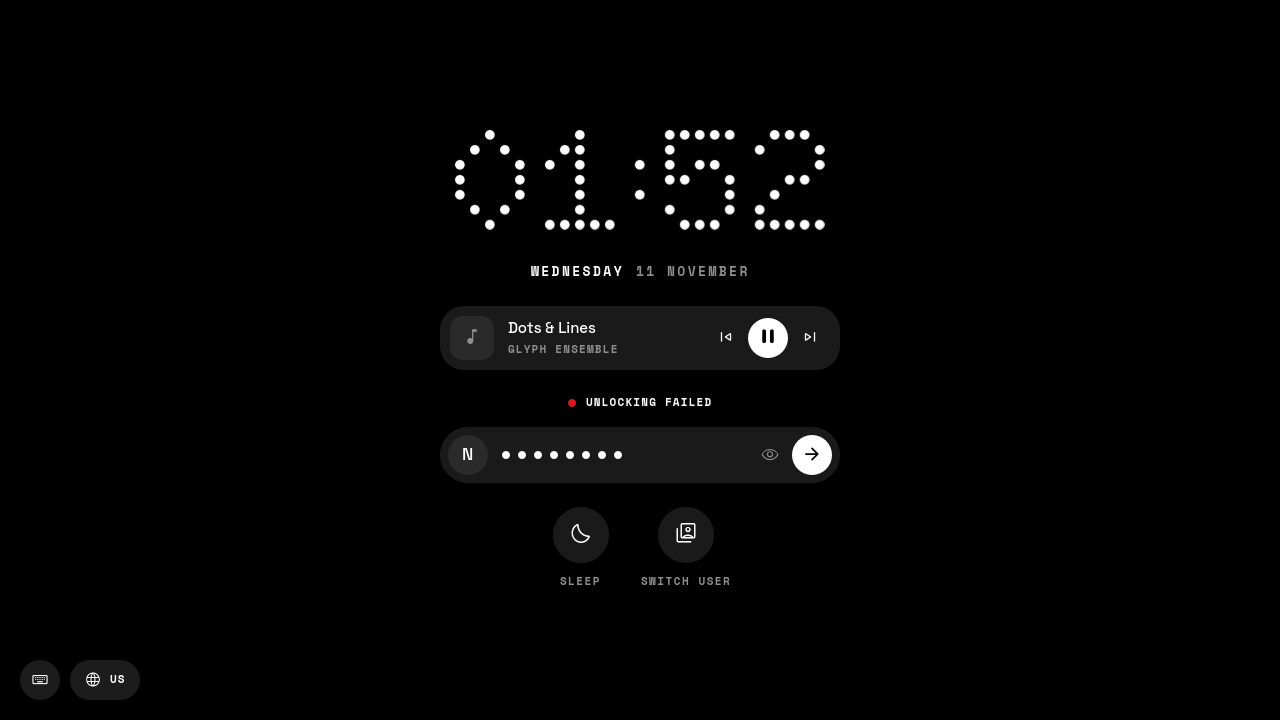 01:52
WEDNESDAY 11 NOVEMBER
Dots & Lines
GLYPH ENSEMBLE
UNLOCKING FAILED
N
SLEEP
SWITCH USER
US